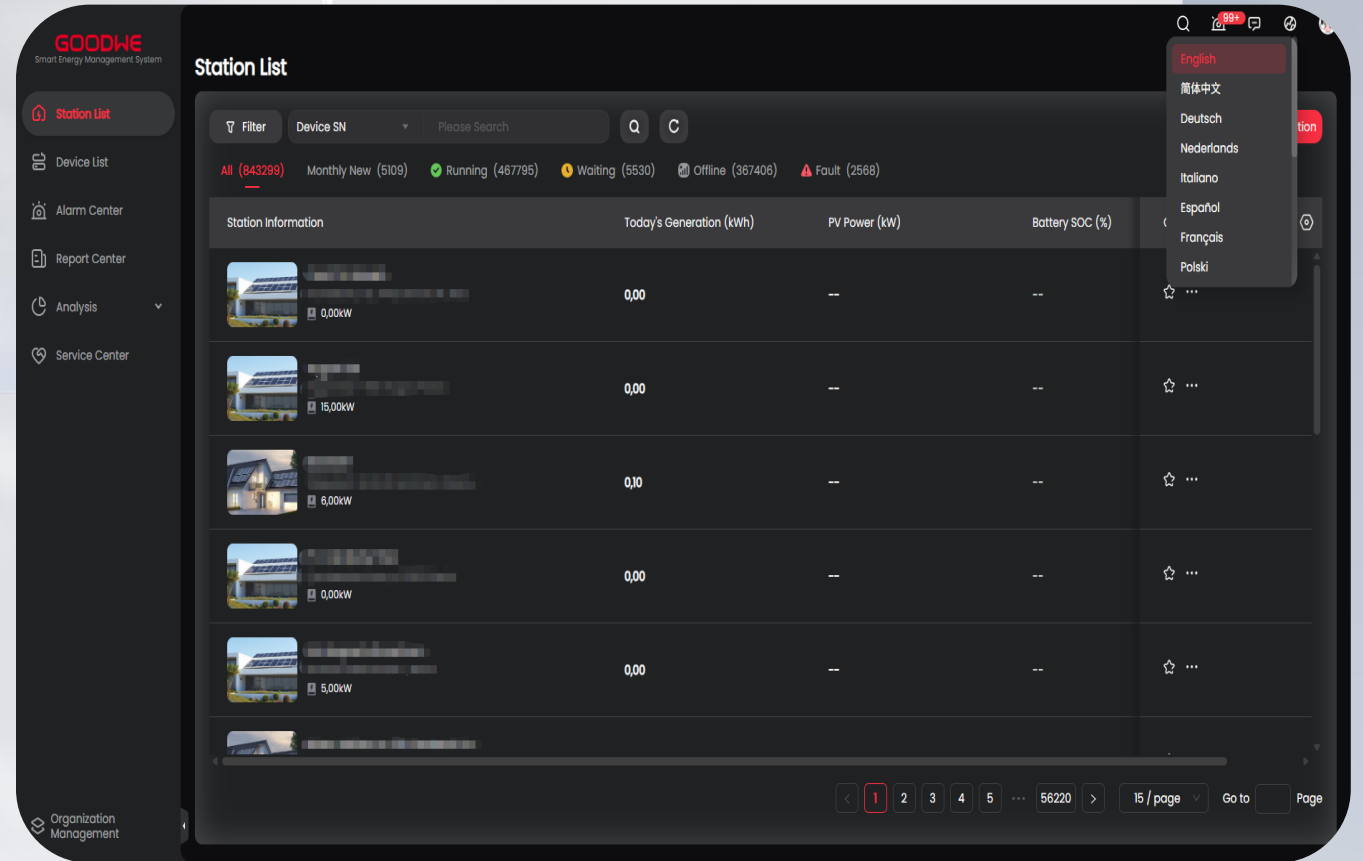 GOODWE
Smart Energy Management System
Station List
Device List
Alarm Center
Report Center
Analysis
Service Center
Organization
Management
99+
Station List
English
简体中文
Deutsch
Nederlands
Italiano
Español
Français
Polski
Filter
Device SN
Please Search
tion
All (843299)
Monthly New (5109)
Running (467795)
Waiting (5530)
Offline (367406)
Fault (2568)
Station Information
Today's Generation (kWh)
PV Power (kW)
Battery SOC (%)
0,00kW
0,00
--
--
15,00kW
0,00
--
--
6,00kW
0,10
--
--
0,00kW
0,00
--
--
5,00kW
0,00
--
--
1 2 3 4 5 ··· 56220
15 / page
Go to
Page